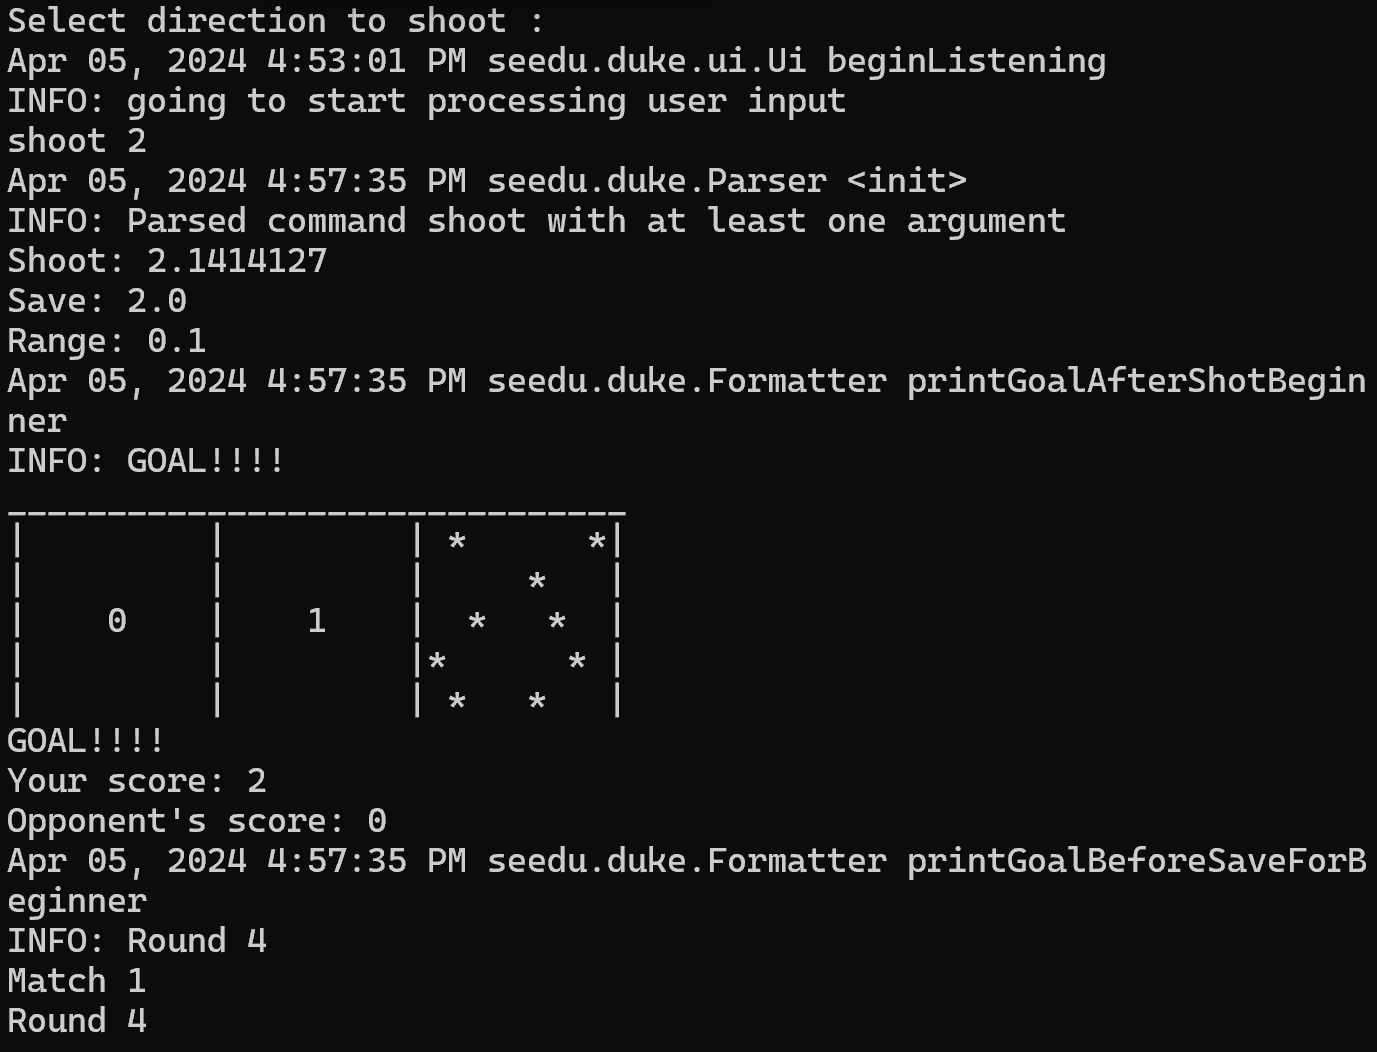 Select direction to shoot :
Apr 05, 2024 4:53:01 PM seedu.duke.ui.Ui beginListening
INFO: going to start processing user input
shoot 2
Apr 05, 2024 4:57:35 PM seedu.duke.Parser <init>
INFO: Parsed command shoot with at least one argument
Shoot: 2.1414127
Save: 2.0
Range: 0.1
Apr 05, 2024 4:57:35 PM seedu.duke.Formatter printGoalAfterShotBegin
ner
INFO: GOAL!!!!
_______________________________
|         |         | *      *|
|         |         |     *   |
|    0    |    1    |  *   *  |
|         |         |*      * |
|         |         | *   *   |
GOAL!!!!
Your score: 2
Opponent's score: 0
Apr 05, 2024 4:57:35 PM seedu.duke.Formatter printGoalBeforeSaveForB
eginner
INFO: Round 4
Match 1
Round 4